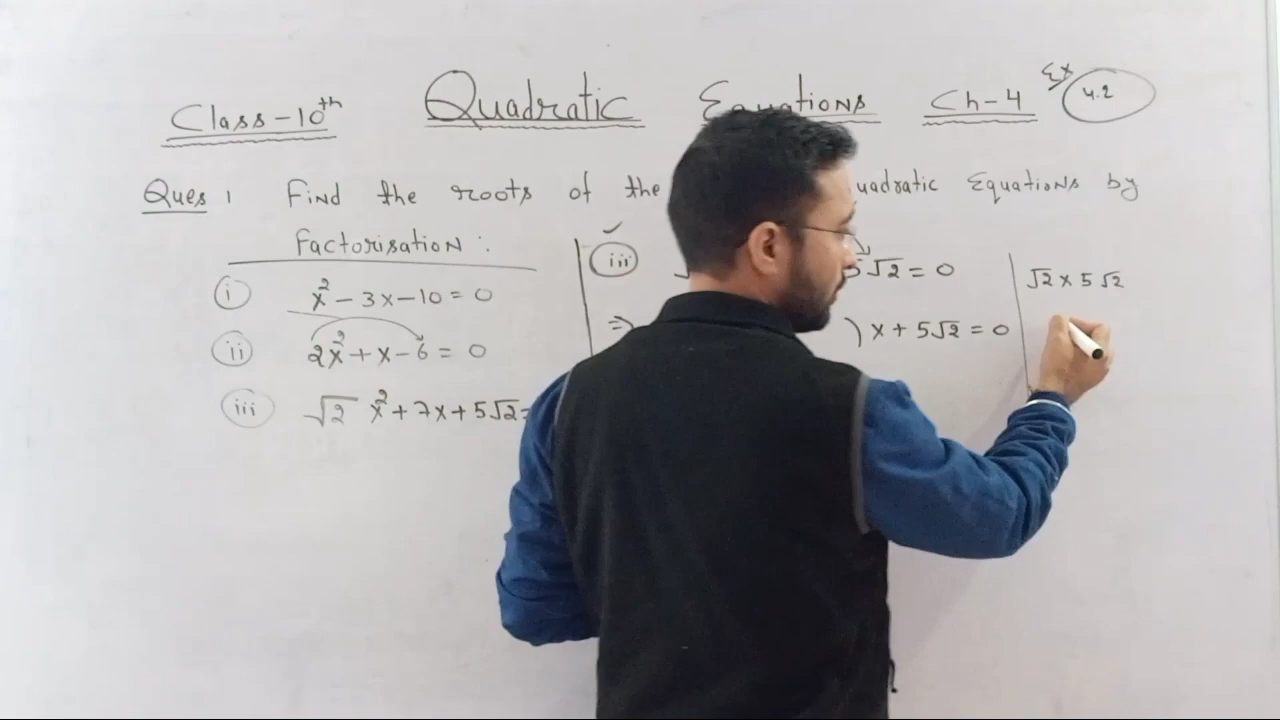 Class-10th Quadratic Equations Ch-4 Ex 4.2
Ques 1 Find the roots of the uadratic Equations by
Factorisation:
i x² - 3x - 10 = 0
ii 2x² + x - 6 = 0
iii √2 x² + 7x + 5√2 =
iii 5√2 = 0
⇒ ) x + 5√2 = 0
√2 x 5√2